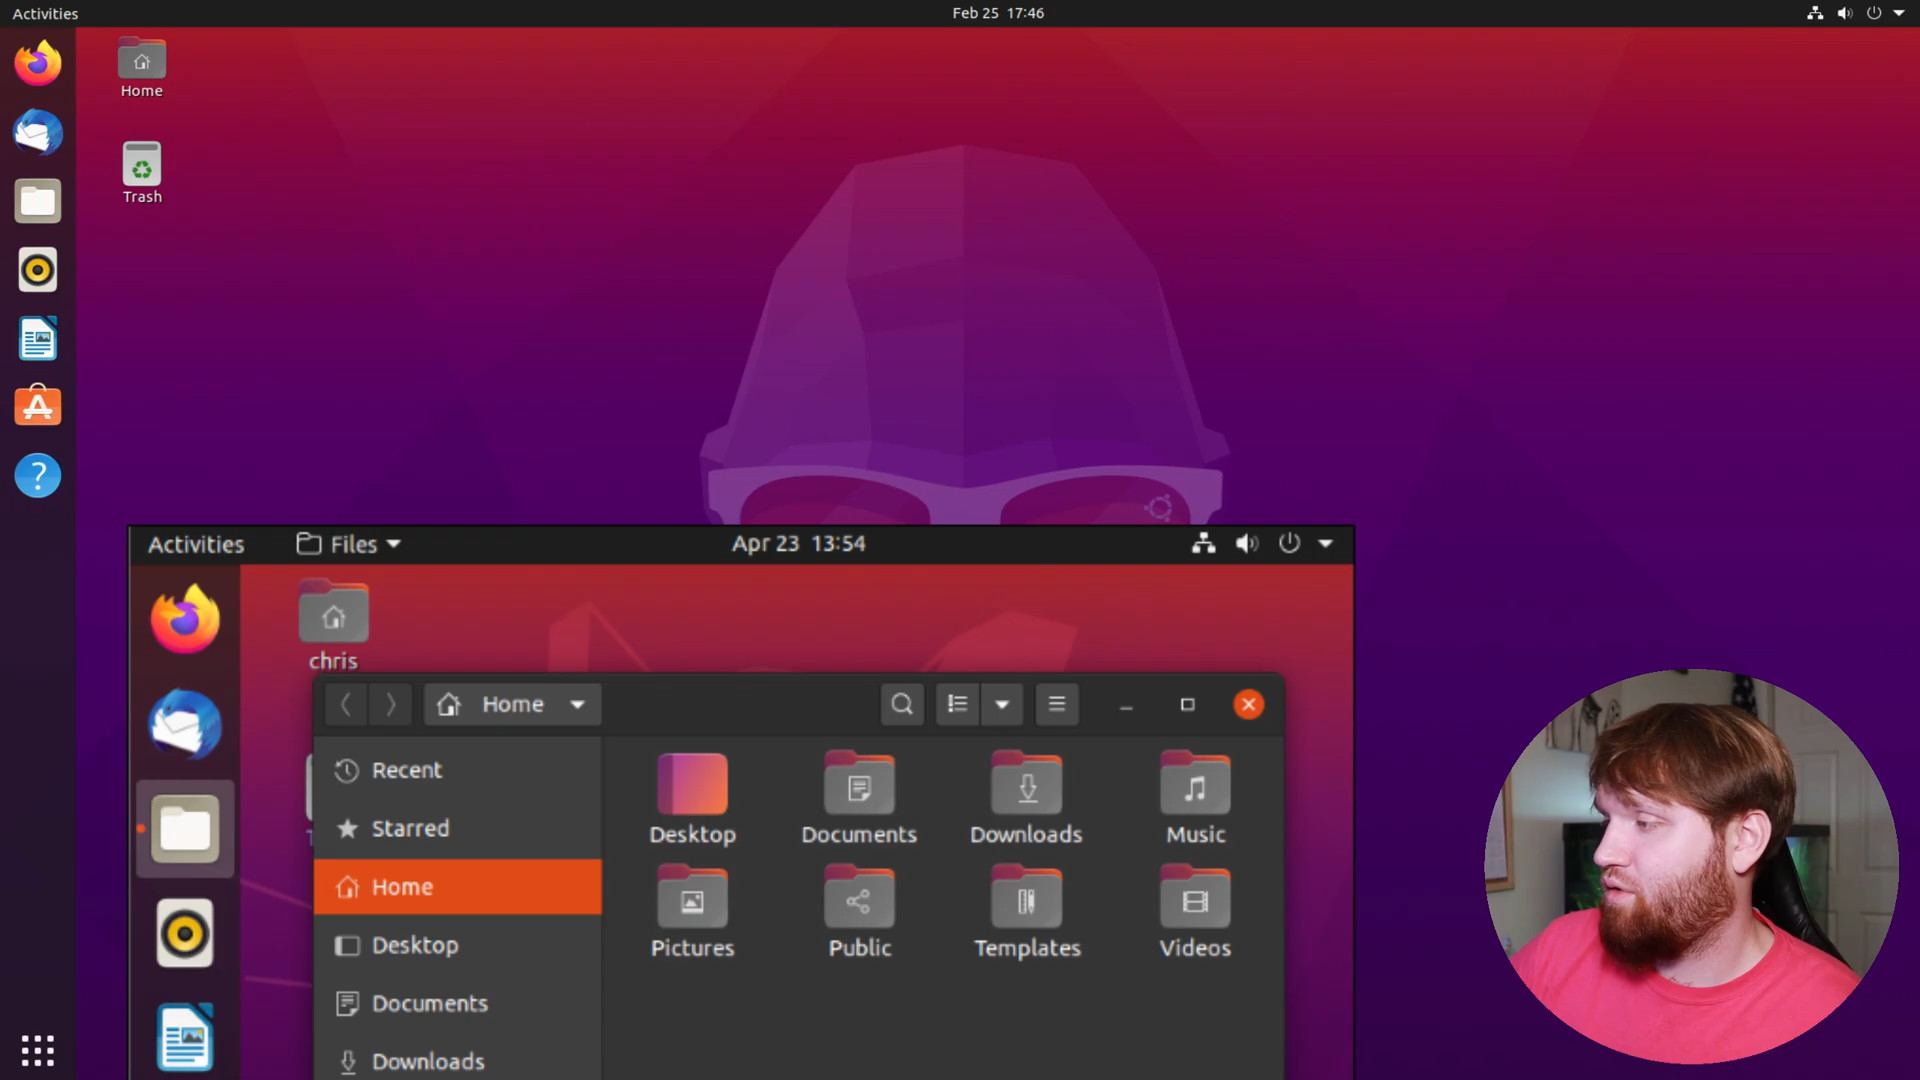 Activities
Feb 25 17:46
Home
Trash
Activities
Files
Apr 23 13:54
chris
Home
Recent
Starred
Home
Desktop
Documents
Downloads
Desktop
Documents
Downloads
Music
Pictures
Public
Templates
Videos